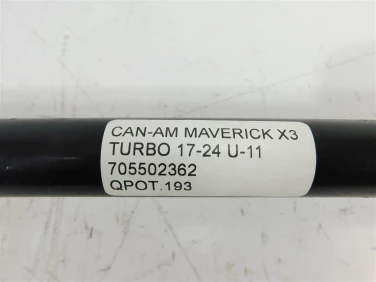 CAN-AM MAVERICK X3
TURBO 17-24 U-11
705502362
QPOT.193